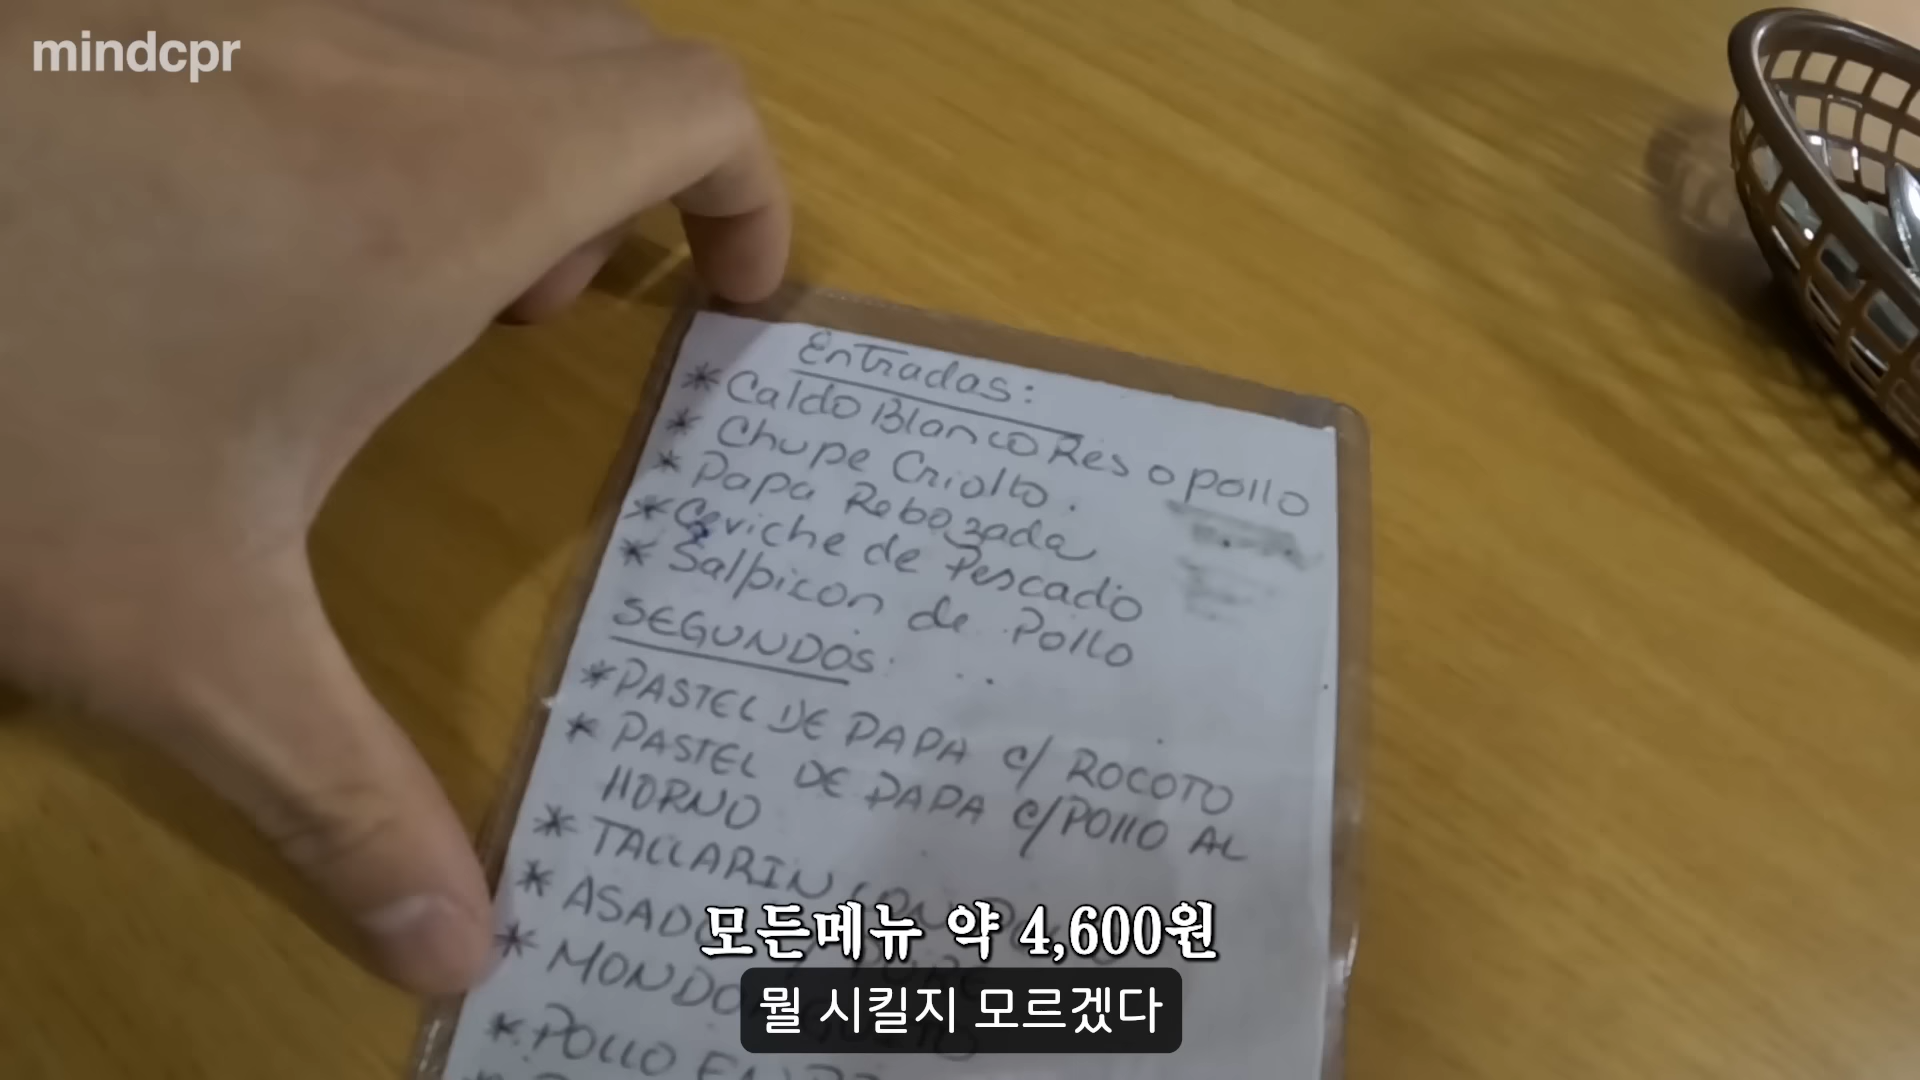 mindcpr
Entradas:
* Caldo Blanco Res o pollo
* Chupe Criollo.
* Papa Rebozada
* Ceviche de Pescado
* Salpicon de Pollo
SEGUNDOS:
* PASTEL DE PAPA c/ ROCOTO
* PASTEL DE PAPA c/POllO AL
HORNO
* TALLARIN CON
* ASADO
* MONDO
* POLLO EN
모든메뉴 약 4,600원
뭘 시킬지 모르겠다